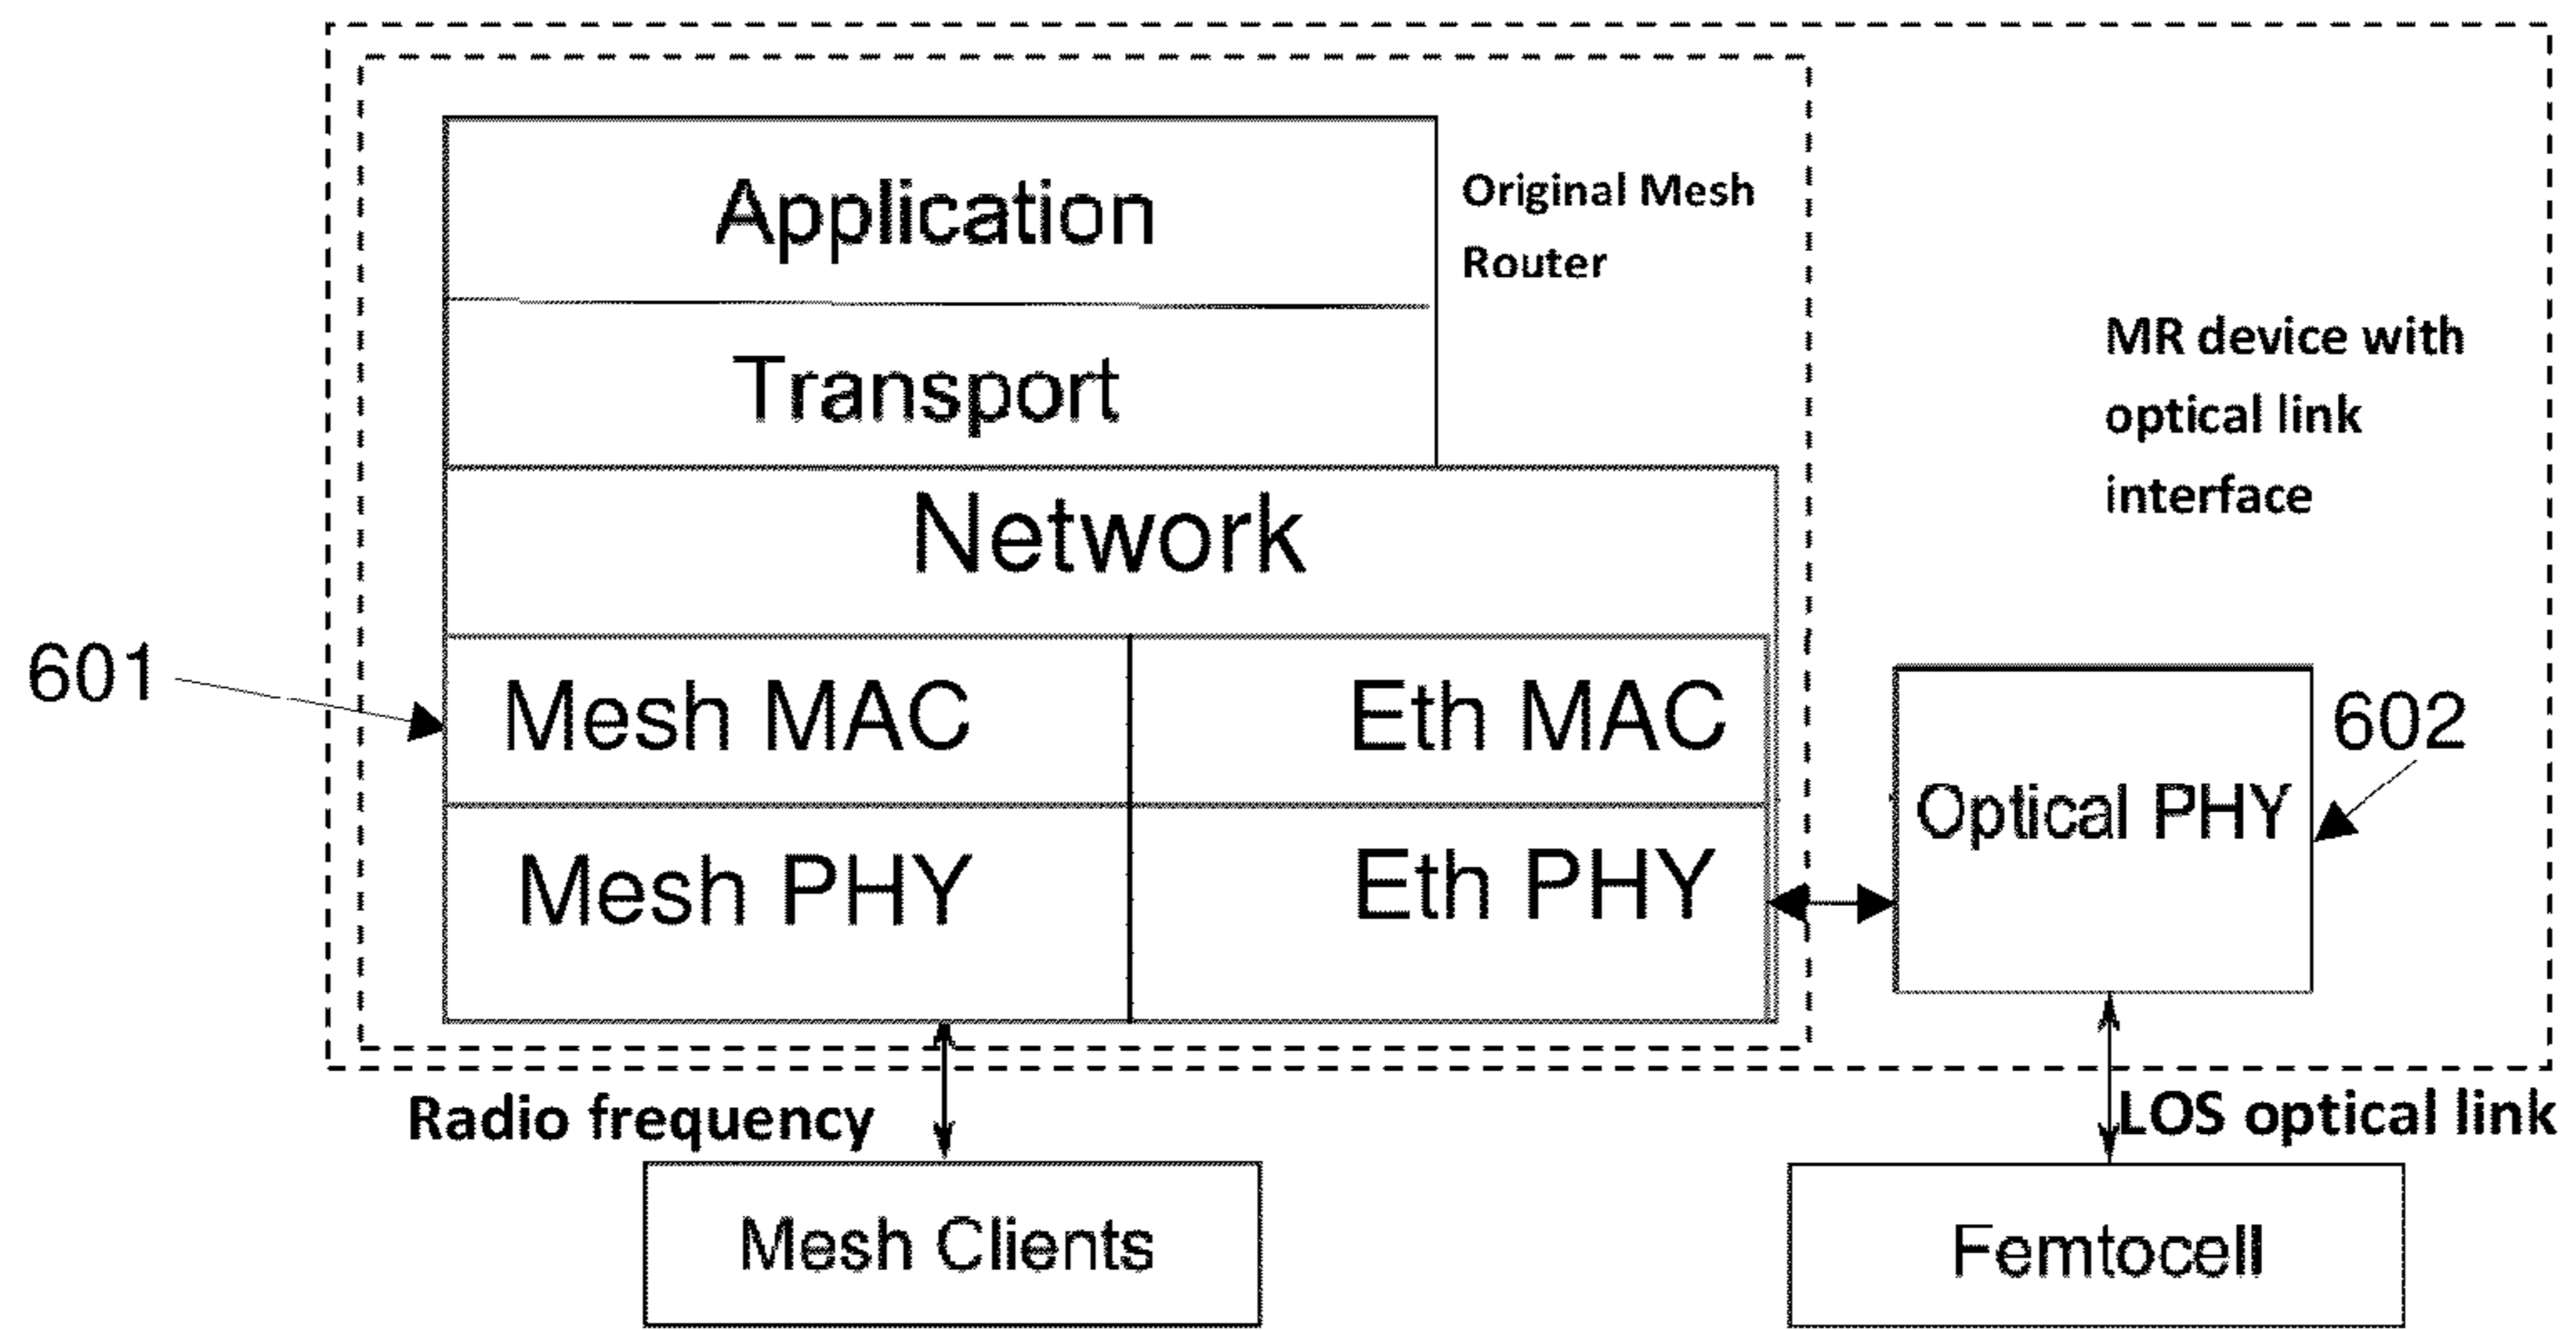 Application
Original Mesh
Router
Transport
MR device with
optical link
interface
Network
601
Mesh MAC
Eth MAC
602
Optical PHY
Mesh PHY
Eth PHY
Radio frequency
LOS optical link
Mesh Clients
Femtocell